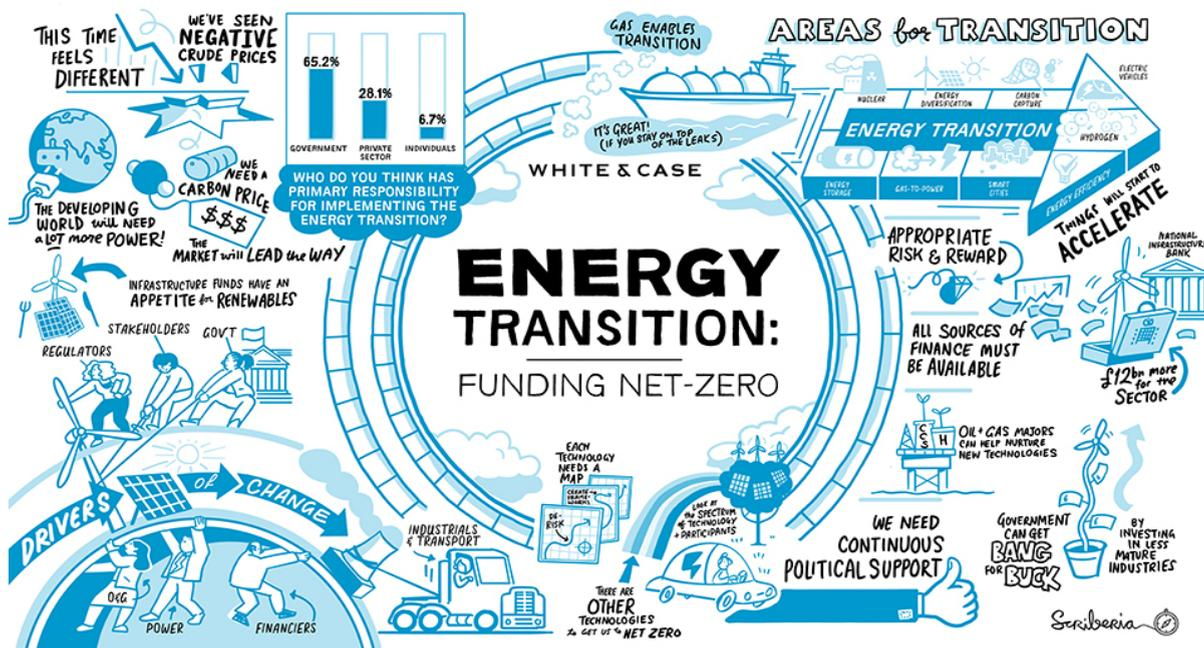 THIS TIME
FEELS
DIFFERENT
WE'VE SEEN
NEGATIVE
CRUDE PRICES
65.2%
28.1%
6.7%
GOVERNMENT
PRIVATE
SECTOR
INDIVIDUALS
WHO DO YOU THINK HAS
PRIMARY RESPONSIBILITY
FOR IMPLEMENTING THE
ENERGY TRANSITION?
GAS ENABLES
TRANSITION
IT'S GREAT!
(IF YOU STAY ON TOP
OF THE LEAKS)
WHITE & CASE
AREAS for TRANSITION
NUCLEAR
ENERGY
DIVERSIFICATION
CARBON
CAPTURE
ELECTRIC
VEHICLES
ENERGY TRANSITION
HYDROGEN
ENERGY
STORAGE
GAS-TO-POWER
SMART
CITIES
ENERGY EFFICIENCY
THINGS WILL START TO
ACCELERATE
WE
NEED A
CARBON PRICE
$$$
THE DEVELOPING
WORLD will NEED
a LOT more POWER!
THE
MARKET will LEAD the WAY
INFRASTRUCTURE FUNDS HAVE AN
APPETITE for RENEWABLES
STAKEHOLDERS
GOV'T
REGULATORS
ENERGY
TRANSITION:
FUNDING NET-ZERO
APPROPRIATE
RISK & REWARD
NATIONAL
INFRASTRUCTURE
BANK
ALL SOURCES OF
FINANCE MUST
BE AVAILABLE
£12bn more
for the
SECTOR
CCS
H
OIL + GAS MAJORS
CAN HELP NURTURE
NEW TECHNOLOGIES
DRIVERS OF CHANGE
O&G
POWER
FINANCIERS
INDUSTRIALS
& TRANSPORT
EACH
TECHNOLOGY
NEEDS A
MAP
CREATE FRAME-
WORKS
DE-
RISK
LOOK AT
the SPECTRUM
of TECHNOLOGY
+ PARTICIPANTS
THERE ARE
OTHER
TECHNOLOGIES
to GET US to NET ZERO
WE NEED
CONTINUOUS
POLITICAL SUPPORT
GOVERNMENT
CAN GET
BANG
FOR BUCK
BY
INVESTING
IN LESS
MATURE
INDUSTRIES
Scriberia